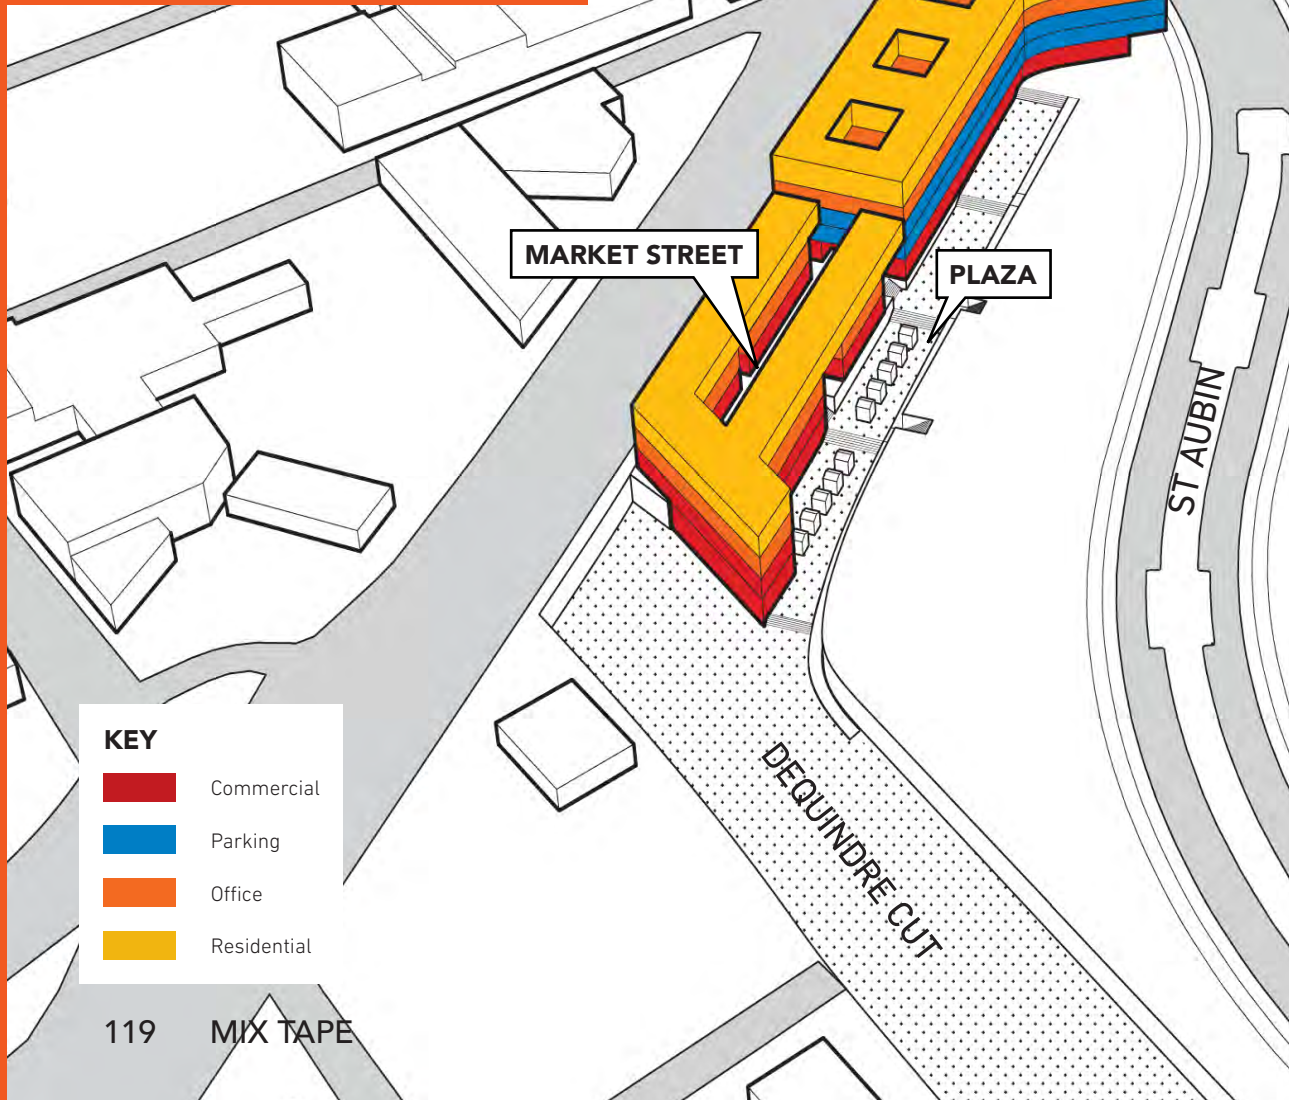 MARKET STREET
PLAZA
ST AUBIN
DEQUINDRE CUT
KEY
Commercial
Parking
Office
Residential
119 MIX TAPE